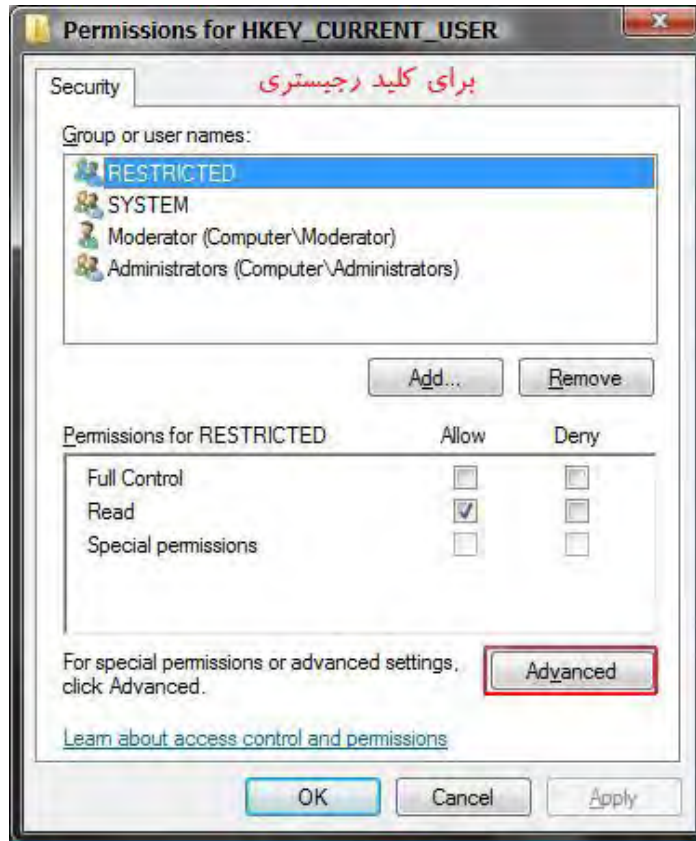 Permissions for HKEY_CURRENT_USER
Security
برای کلید رجیستری
Group or user names:
RESTRICTED
SYSTEM
Moderator (Computer\Moderator)
Administrators (Computer\Administrators)
Add... Remove
Permissions for RESTRICTED Allow Deny
Full Control
Read
Special permissions
For special permissions or advanced settings,
click Advanced.
Advanced
Learn about access control and permissions
OK Cancel Apply